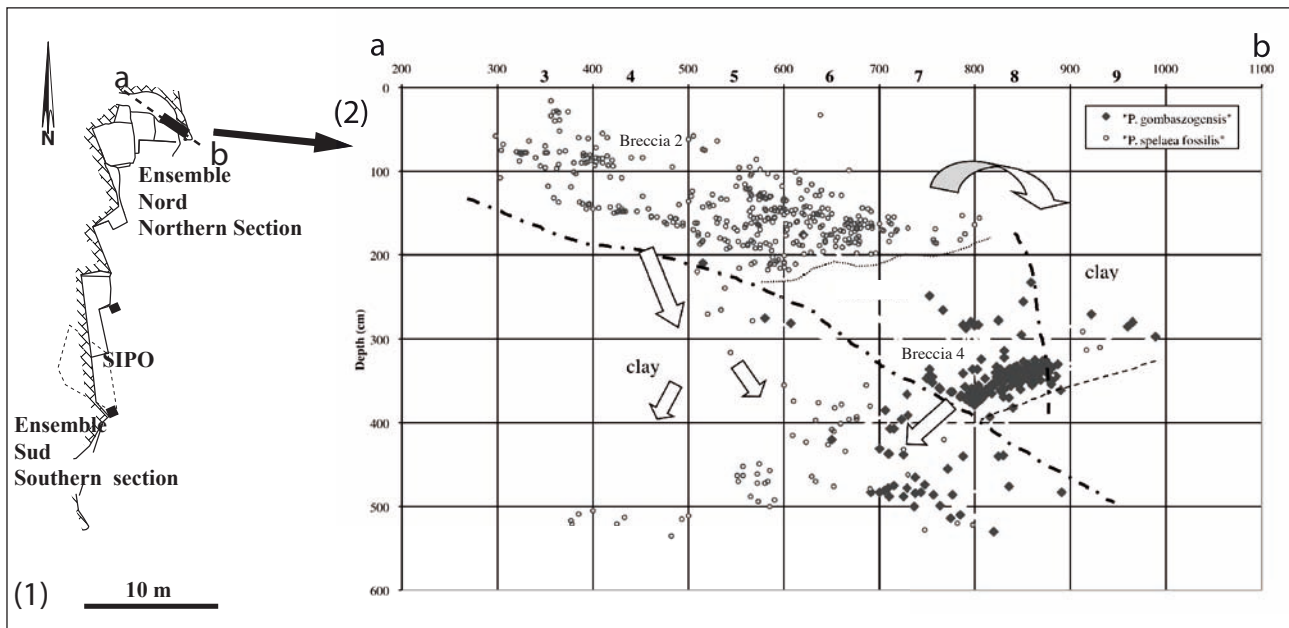 a
b
N
Ensemble
Nord
Northern Section
SIPO
Ensemble
Sud
Southern section
(1)
10 m
(2)
a
b
200 300 400 500 600 700 800 900 1000 1100
3 4 5 6 7 8 9
0
100
200
300
400
500
600
Depth (cm)
"P. gombaszogensis"
"P. spelaea fossilis"
Breccia 2
clay
Breccia 4
clay